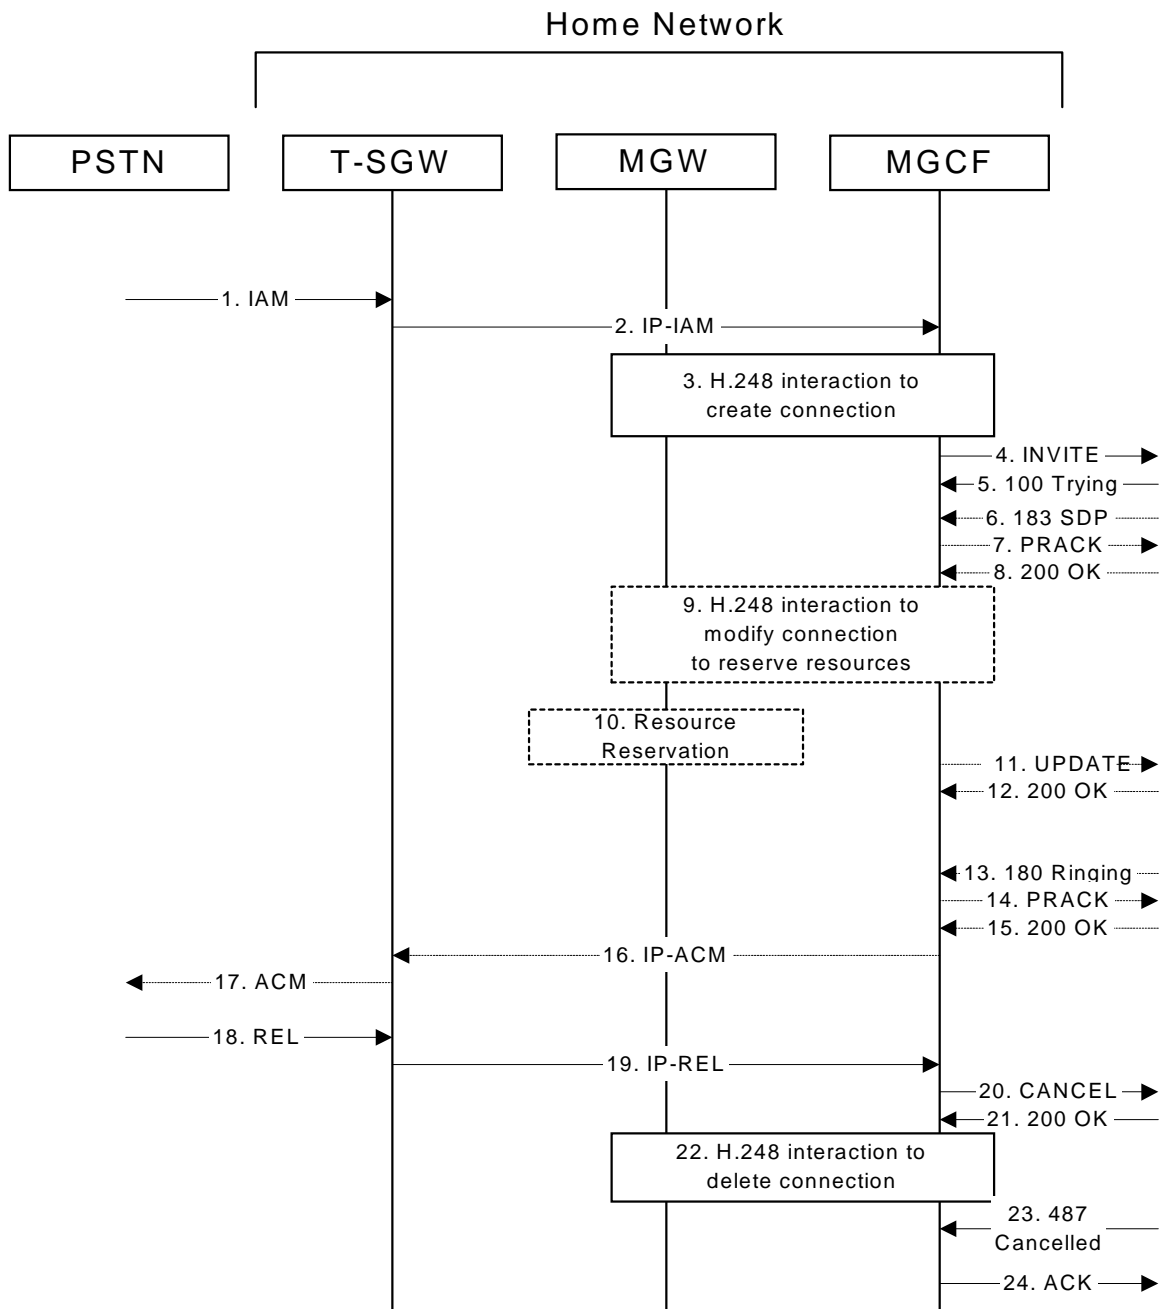 Home Network
PSTN
T-SGW
MGW
MGCF
1. IAM
2. IP-IAM
3. H.248 interaction to
create connection
4. INVITE
5. 100 Trying
6. 183 SDP
7. PRACK
8. 200 OK
9. H.248 interaction to
modify connection
to reserve resources
10. Resource
Reservation
11. UPDATE
12. 200 OK
13. 180 Ringing
14. PRACK
15. 200 OK
16. IP-ACM
17. ACM
18. REL
19. IP-REL
20. CANCEL
21. 200 OK
22. H.248 interaction to
delete connection
23. 487
Cancelled
24. ACK